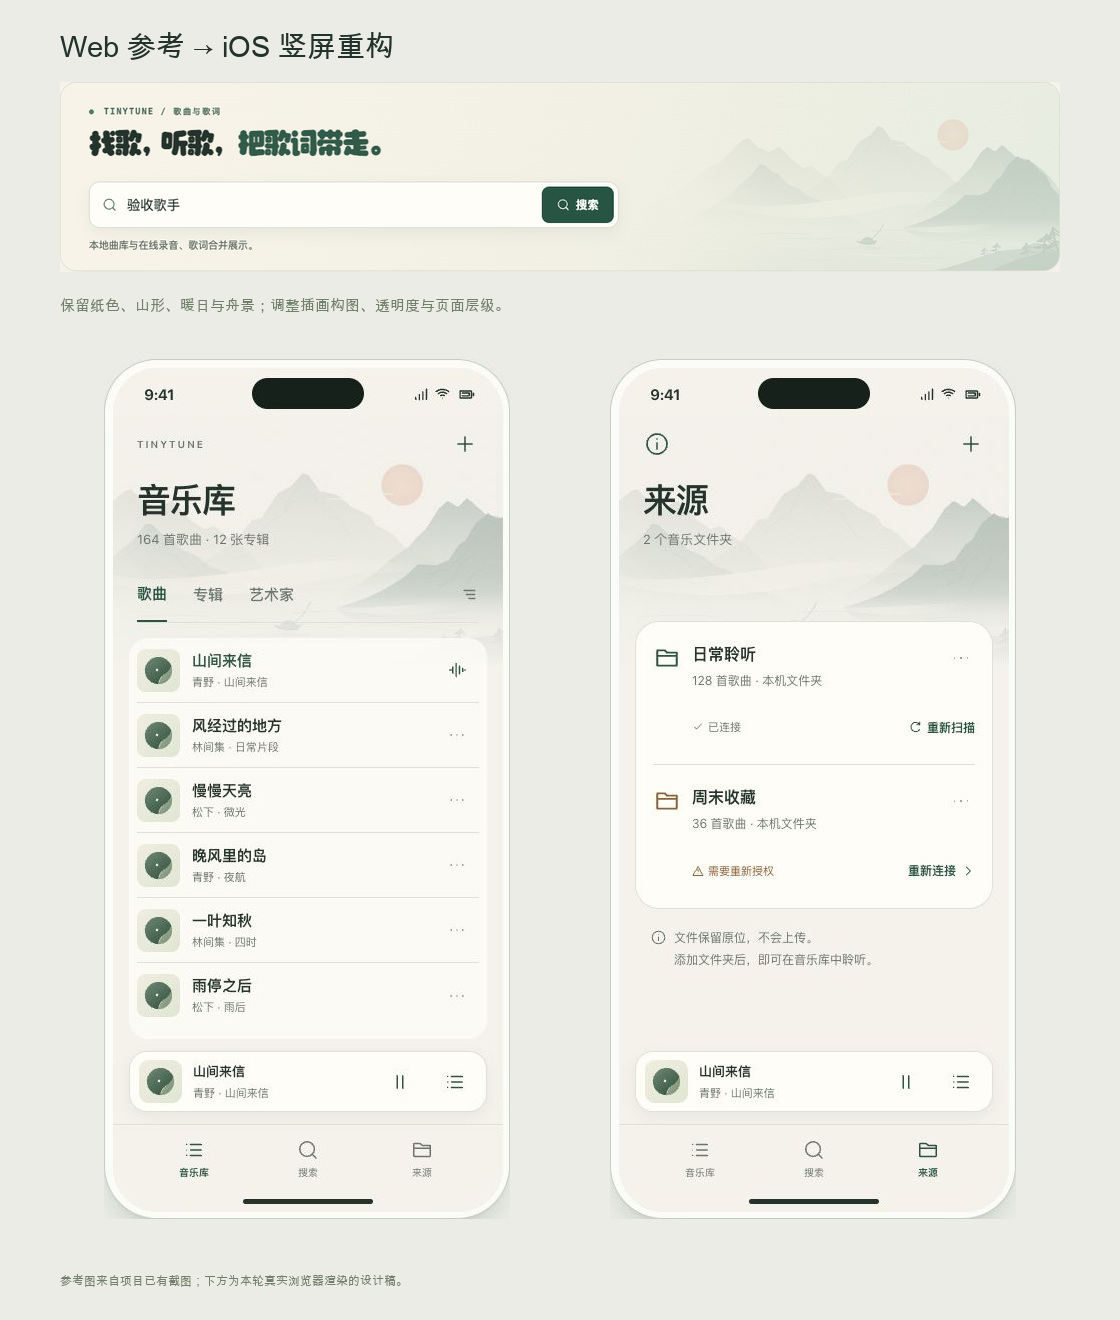 Web 参考 → iOS 竖屏重构
TINYTUNE / 歌曲与歌词
找歌，听歌，把歌词带走。
验收歌手
搜索
本地曲库与在线录音、歌词合并展示。
保留纸色、山形、暖日与舟景；调整插画构图、透明度与页面层级。
9:41
TINYTUNE
音乐库
164 首歌曲 · 12 张专辑
歌曲 专辑 艺术家
山间来信
青野 · 山间来信
风经过的地方
林间集 · 日常片段
慢慢天亮
松下 · 微光
晚风里的岛
青野 · 夜航
一叶知秋
林间集 · 四时
雨停之后
松下 · 雨后
山间来信
青野 · 山间来信
音乐库 搜索 来源
9:41
来源
2 个音乐文件夹
日常聆听
128 首歌曲 · 本机文件夹
已连接 重新扫描
周末收藏
36 首歌曲 · 本机文件夹
需要重新授权 重新连接
文件保留原位，不会上传。
添加文件夹后，即可在音乐库中聆听。
山间来信
青野 · 山间来信
音乐库 搜索 来源
参考图来自项目已有截图；下方为本轮真实浏览器渲染的设计稿。